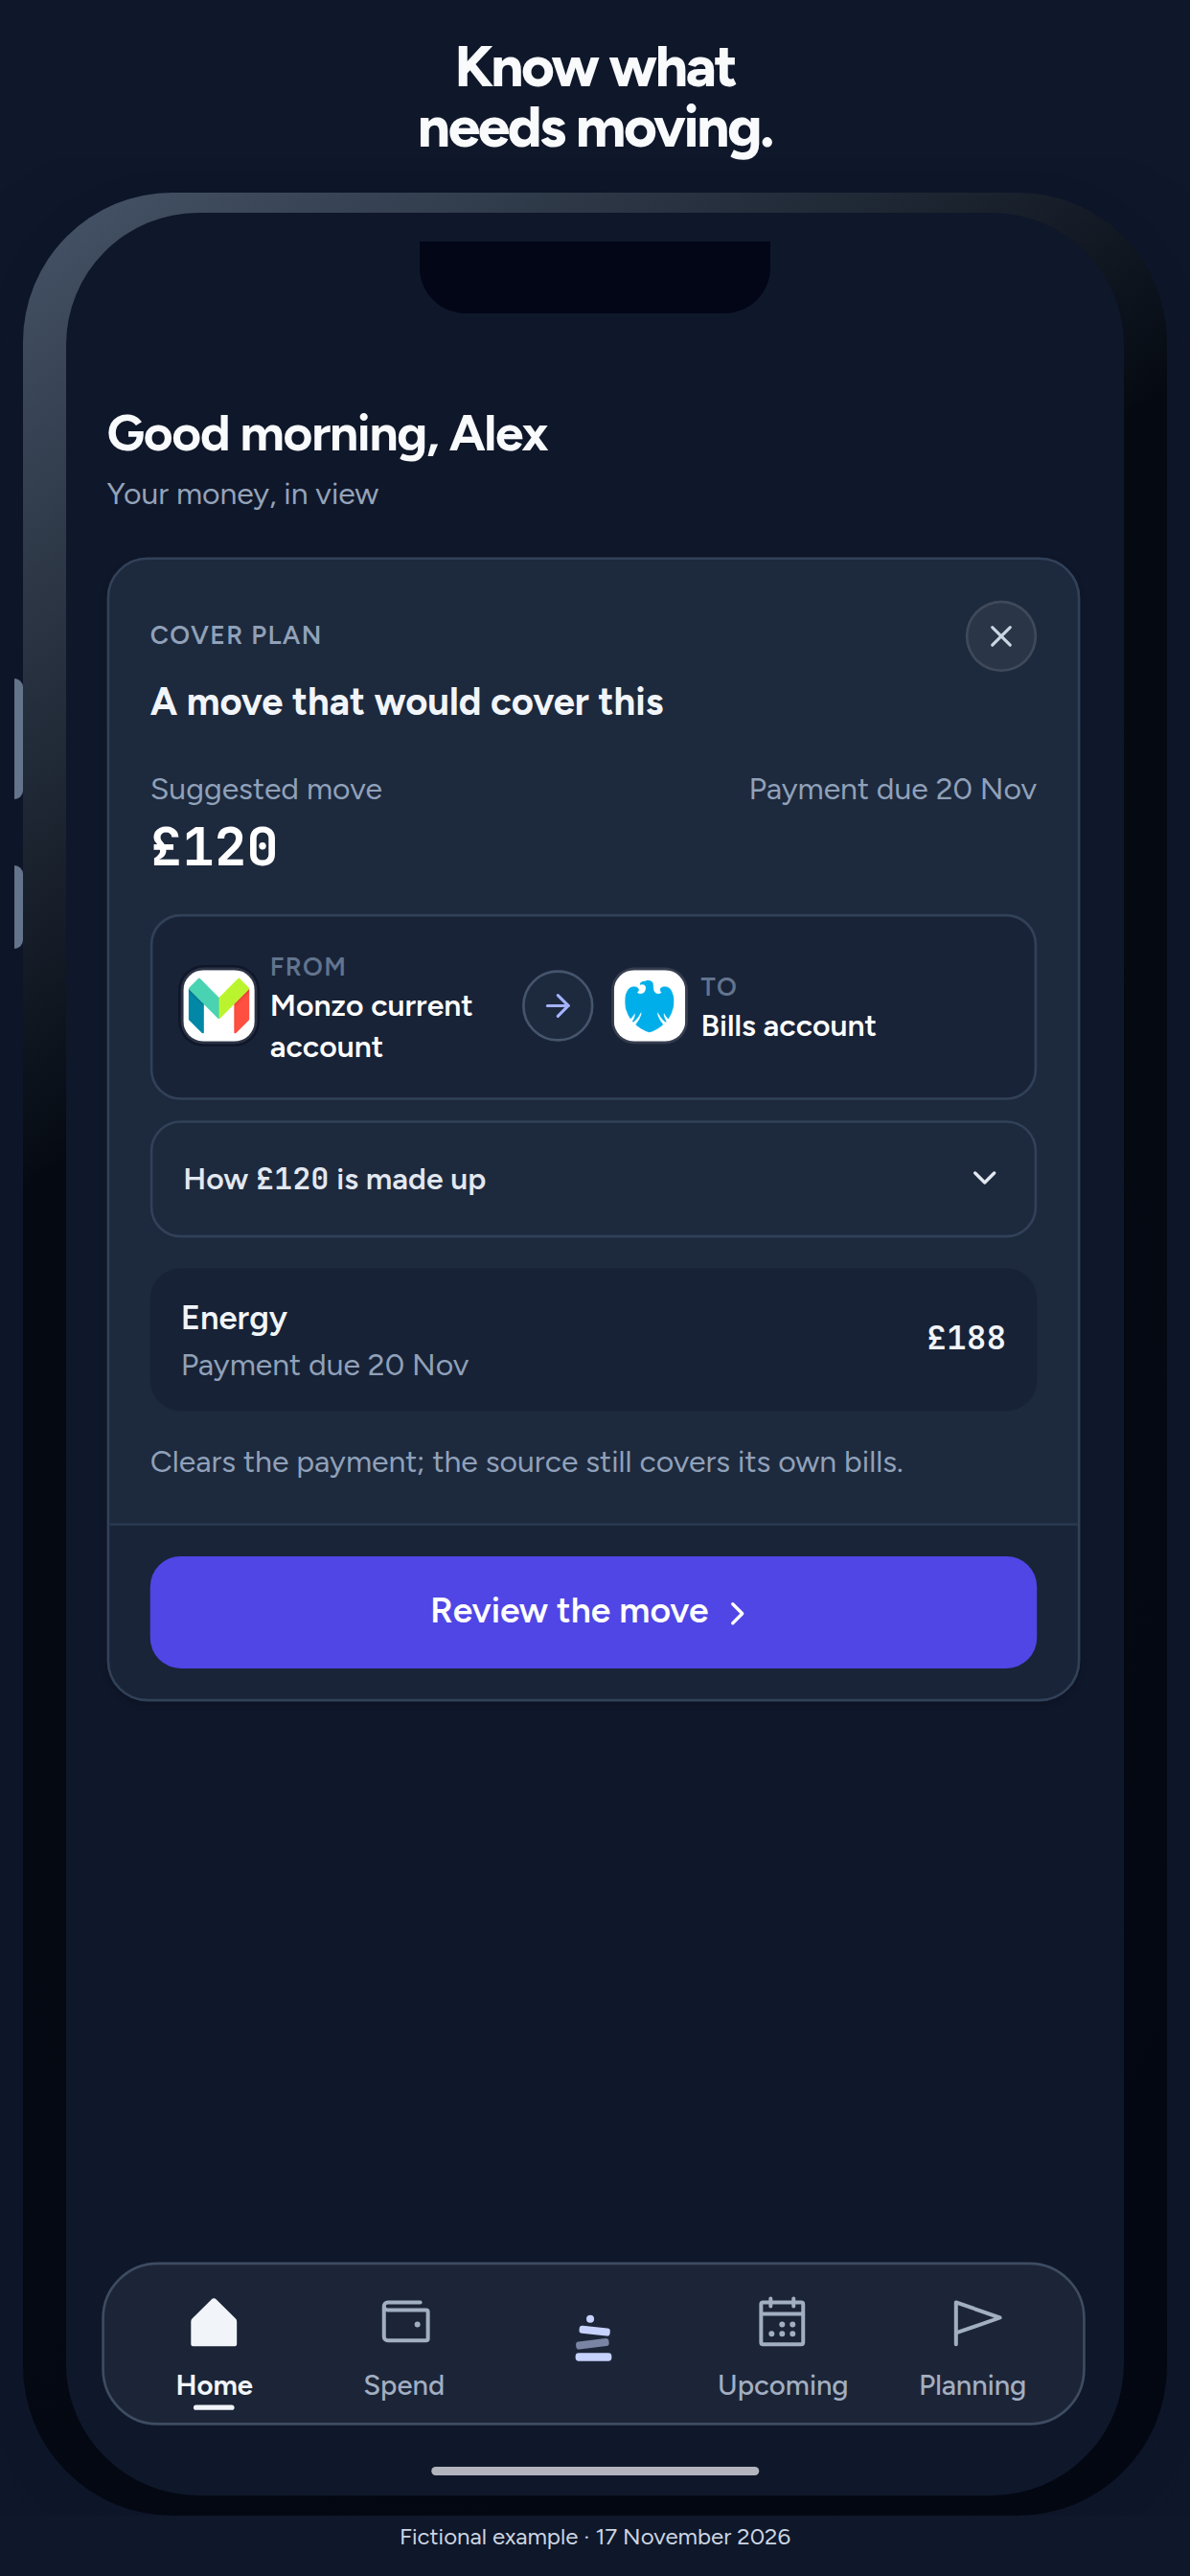 Know what
needs moving.
Good morning, Alex
Your money, in view
COVER PLAN
A move that would cover this
Suggested move
Payment due 20 Nov
£120
FROM
Monzo current
account
TO
Bills account
How £120 is made up
Energy
Payment due 20 Nov
£188
Clears the payment; the source still covers its own bills.
Review the move
Home
Spend
Upcoming
Planning
Fictional example · 17 November 2026